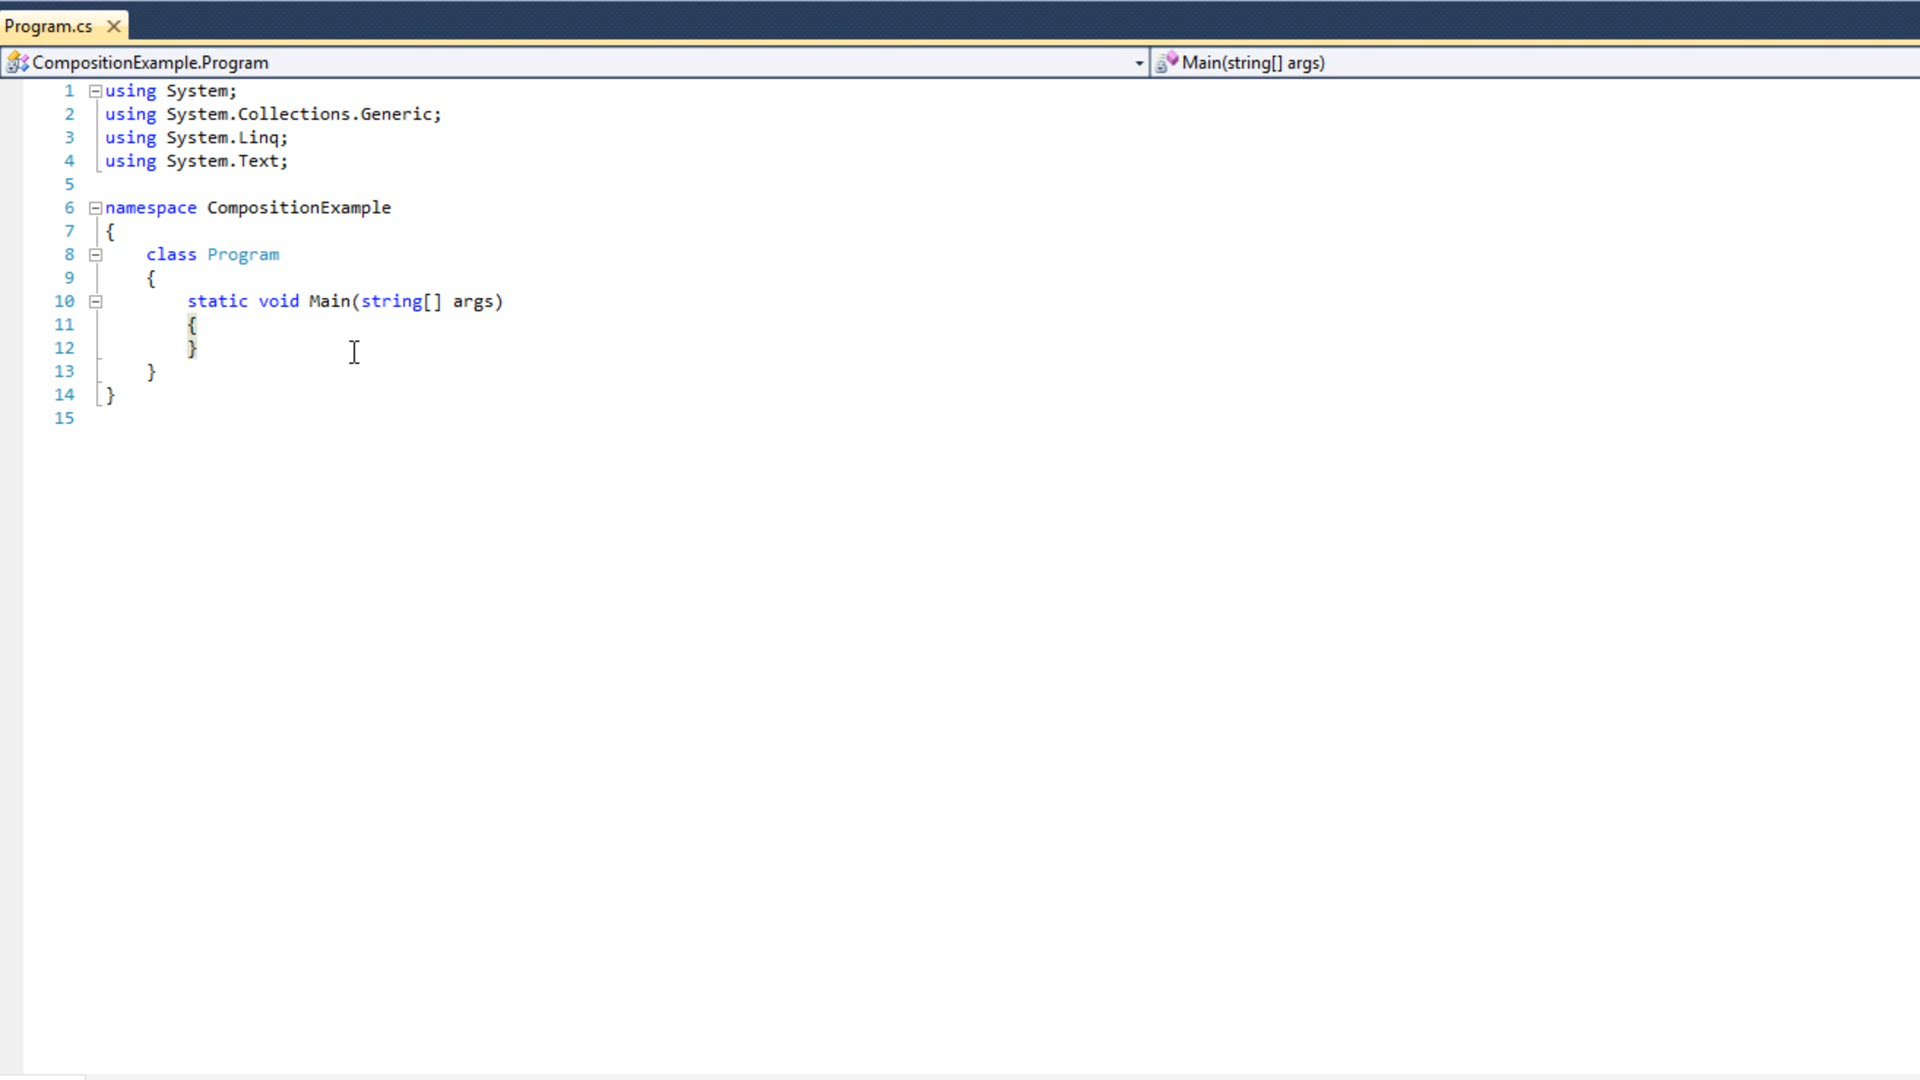 Program.cs
CompositionExample.Program Main(string[] args)
1 using System;
2 using System.Collections.Generic;
3 using System.Linq;
4 using System.Text;
5
6 namespace CompositionExample
7 {
8 class Program
9 {
10 static void Main(string[] args)
11 {
12 }
13 }
14 }
15